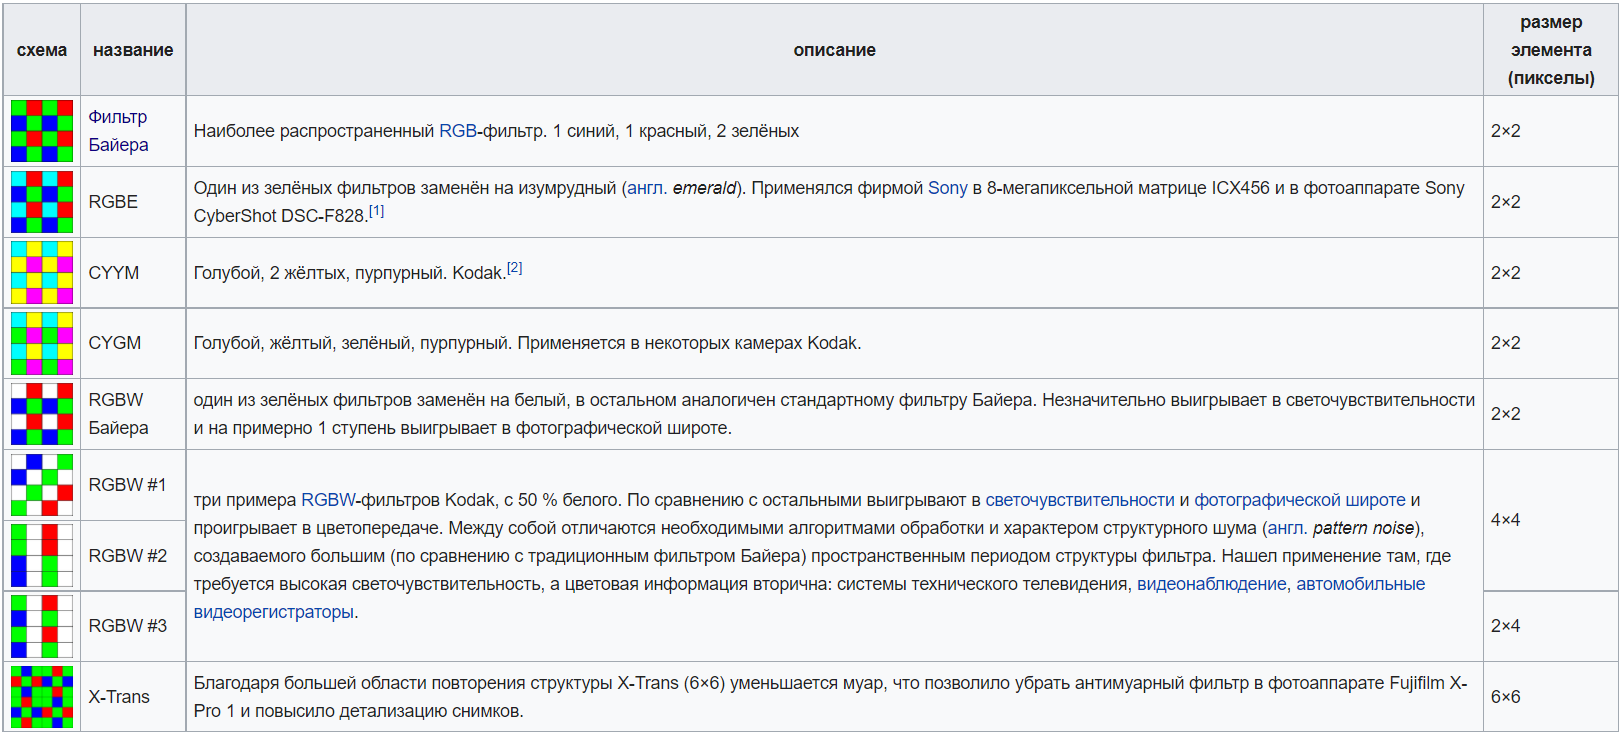 схема
название
описание
размер
элемента
(пикселы)
Фильтр
Байера
Наиболее распространенный RGB-фильтр. 1 синий, 1 красный, 2 зелёных
2×2
RGBE
Один из зелёных фильтров заменён на изумрудный (англ. emerald). Применялся фирмой Sony в 8-мегапиксельной матрице ICX456 и в фотоаппарате Sony
CyberShot DSC-F828.[1]
2×2
CYYM
Голубой, 2 жёлтых, пурпурный. Kodak.[2]
2×2
CYGM
Голубой, жёлтый, зелёный, пурпурный. Применяется в некоторых камерах Kodak.
2×2
RGBW
Байера
один из зелёных фильтров заменён на белый, в остальном аналогичен стандартному фильтру Байера. Незначительно выигрывает в светочувствительности
и на примерно 1 ступень выигрывает в фотографической широте.
2×2
RGBW #1
RGBW #2
RGBW #3
три примера RGBW-фильтров Kodak, с 50 % белого. По сравнению с остальными выигрывают в светочувствительности и фотографической широте и
проигрывает в цветопередаче. Между собой отличаются необходимыми алгоритмами обработки и характером структурного шума (англ. pattern noise),
создаваемого большим (по сравнению с традиционным фильтром Байера) пространственным периодом структуры фильтра. Нашел применение там, где
требуется высокая светочувствительность, а цветовая информация вторична: системы технического телевидения, видеонаблюдение, автомобильные
видеорегистраторы.
4×4
2×4
X-Trans
Благодаря большей области повторения структуры X-Trans (6×6) уменьшается муар, что позволило убрать антимуарный фильтр в фотоаппарате Fujifilm X-
Pro 1 и повысило детализацию снимков.
6×6